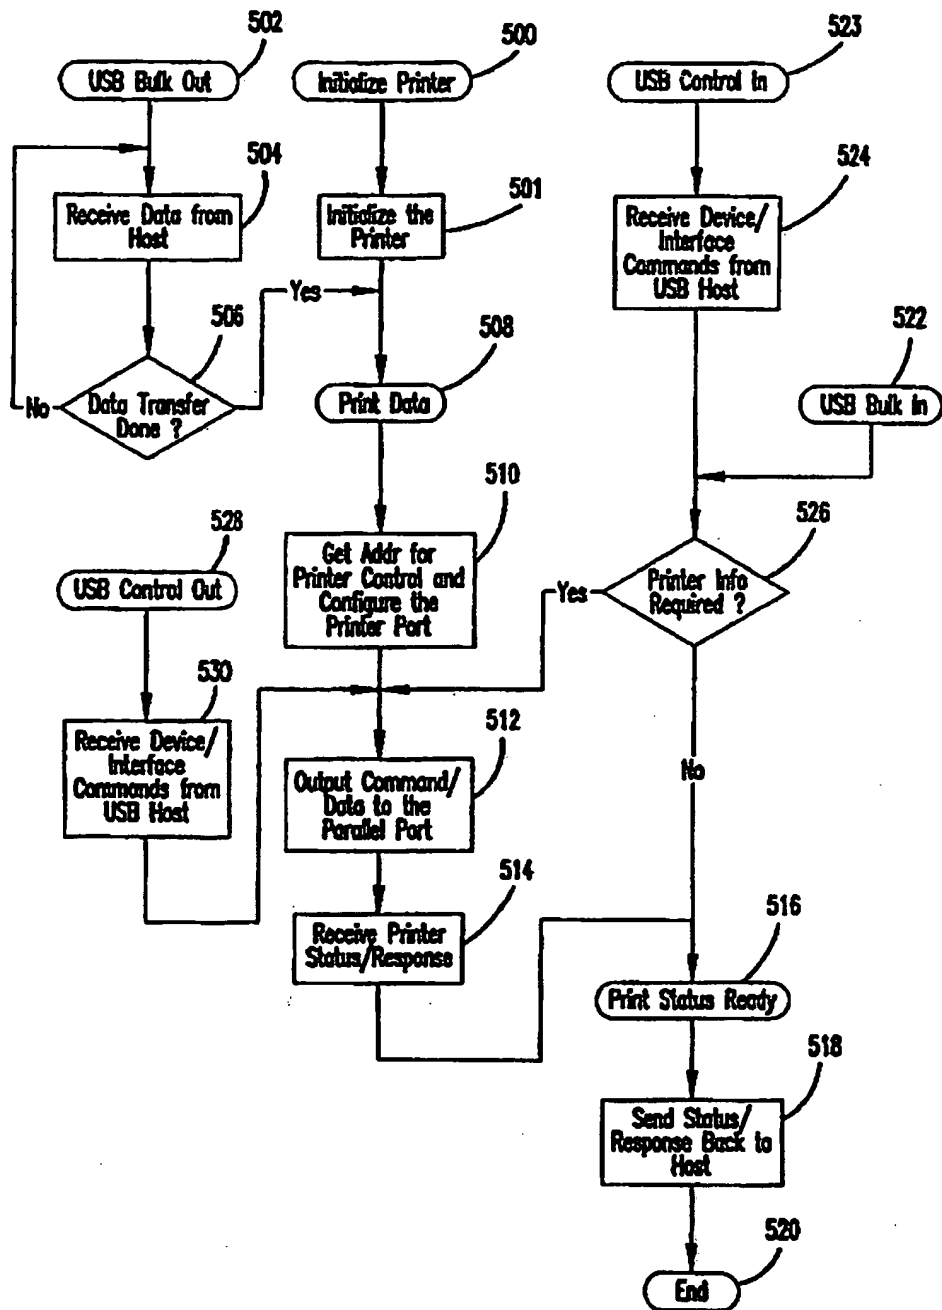 502
USB Bulk Out
504
Receive Data from
Host
506
Data Transfer
Done ?
No
Yes
500
Initialize Printer
501
Initialize the
Printer
508
Print Data
510
Get Addr for
Printer Control and
Configure the
Printer Port
528
USB Control Out
530
Receive Device/
Interface
Commands from
USB Host
512
Output Command/
Data to the
Parallel Port
514
Receive Printer
Status/Response
523
USB Control In
524
Receive Device/
Interface
Commands from
USB Host
522
USB Bulk In
526
Printer Info
Required ?
Yes
No
516
Print Status Ready
518
Send Status/
Response Back to
Host
520
End